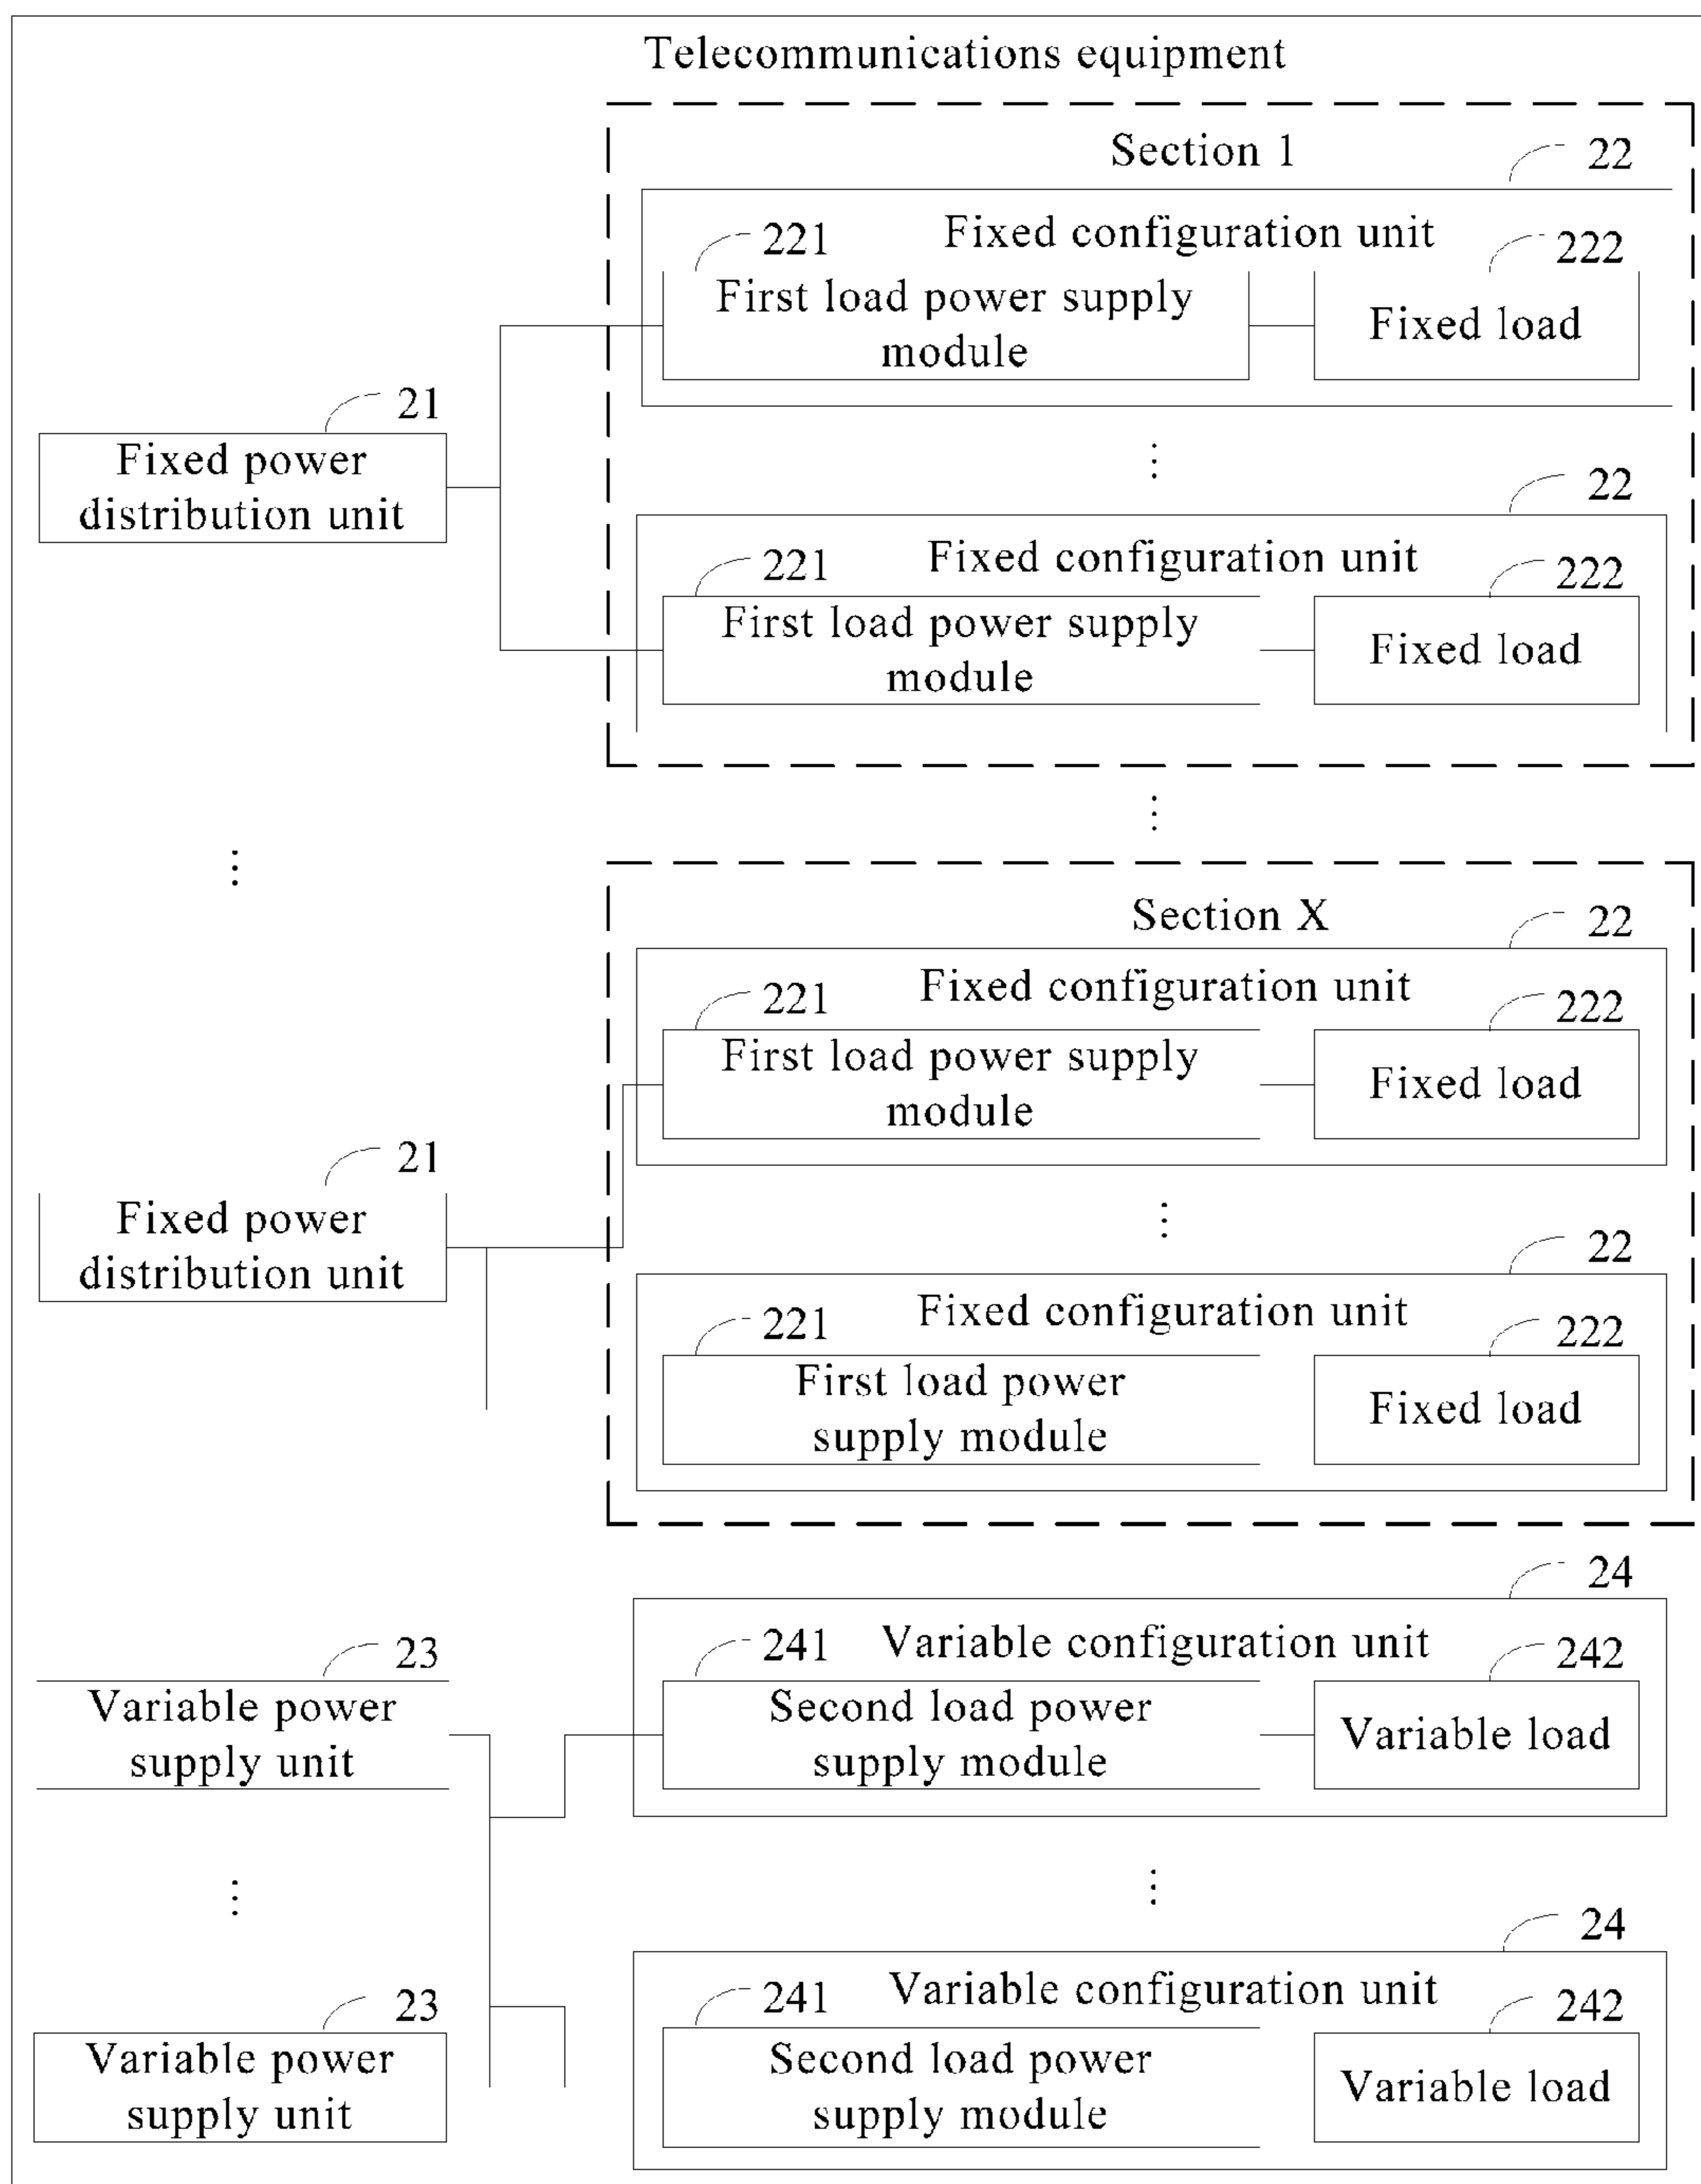 Telecommunications equipment
Section 1
22
Fixed configuration unit
221
222
First load power supply
module
Fixed load
21
Fixed power
distribution unit
22
Fixed configuration unit
221
222
First load power supply
module
Fixed load
Section X
22
Fixed configuration unit
221
222
First load power supply
module
Fixed load
21
Fixed power
distribution unit
22
Fixed configuration unit
221
222
First load power
supply module
Fixed load
24
Variable configuration unit
241
242
23
Variable power
supply unit
Second load power
supply module
Variable load
24
Variable configuration unit
241
242
23
Variable power
supply unit
Second load power
supply module
Variable load